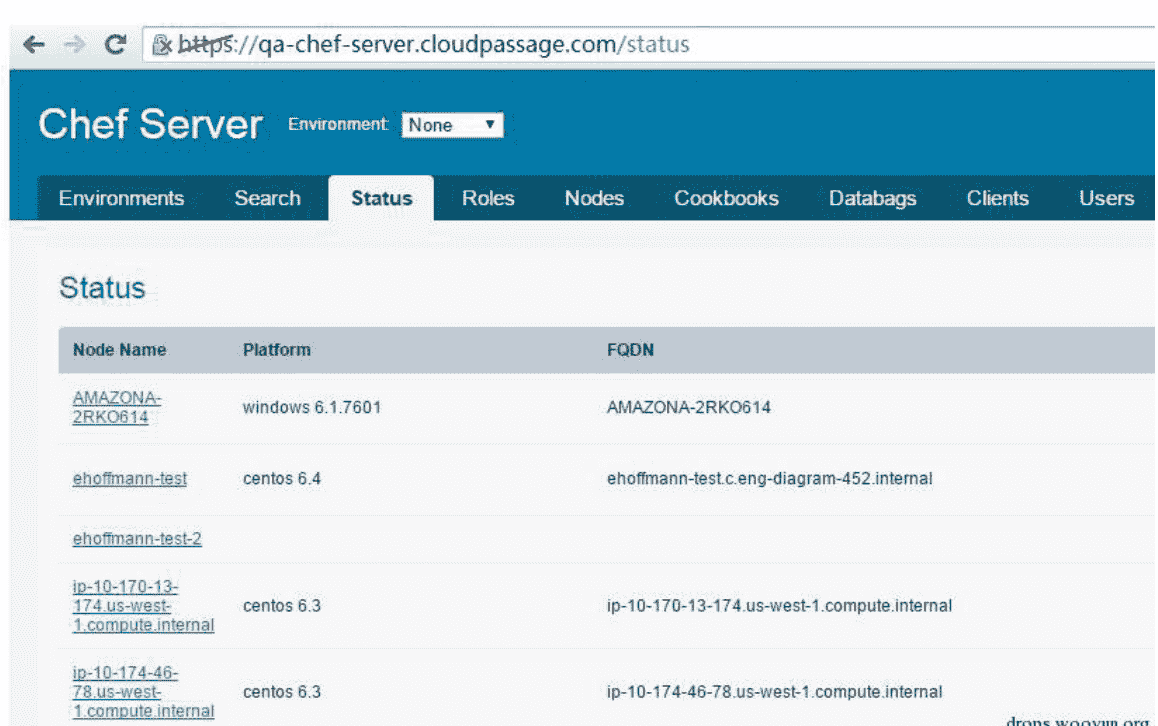 https://qa-chef-server.cloudpassage.com/status
Chef Server Environment: None
Environments Search Status Roles Nodes Cookbooks Databags Clients Users
Status
Node Name Platform FQDN
AMAZONA-
2RKO614 windows 6.1.7601 AMAZONA-2RKO614
ehoffmann-test centos 6.4 ehoffmann-test.c.eng-diagram-452.internal
ehoffmann-test-2
ip-10-170-13-
174.us-west- centos 6.3 ip-10-170-13-174.us-west-1.compute.internal
1.compute.internal
ip-10-174-46-
78.us-west- centos 6.3 ip-10-174-46-78.us-west-1.compute.internal
1.compute.internal
drops.wooyun.org